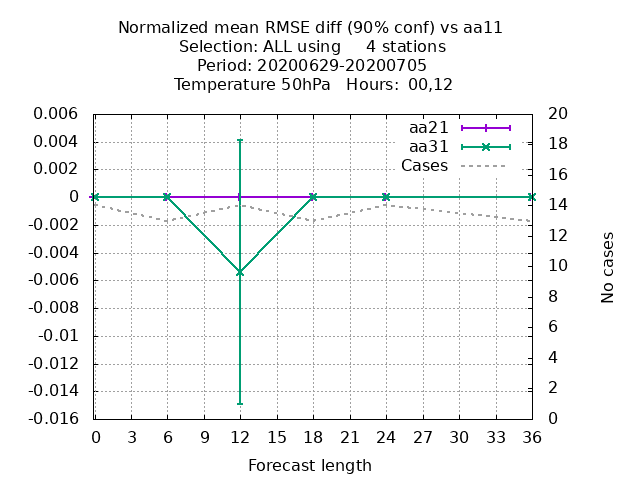 Normalized mean RMSE diff (90% conf) vs aa11
Selection: ALL using     4 stations
Period: 20200629-20200705
Temperature 50hPa   Hours:  00,12
0.006
0.004
0.002
0
-0.002
-0.004
-0.006
-0.008
-0.01
-0.012
-0.014
-0.016
aa21
aa31
Cases
20
18
16
14
12
10
8
6
4
2
0
No cases
0 3 6 9 12 15 18 21 24 27 30 33 36
Forecast length